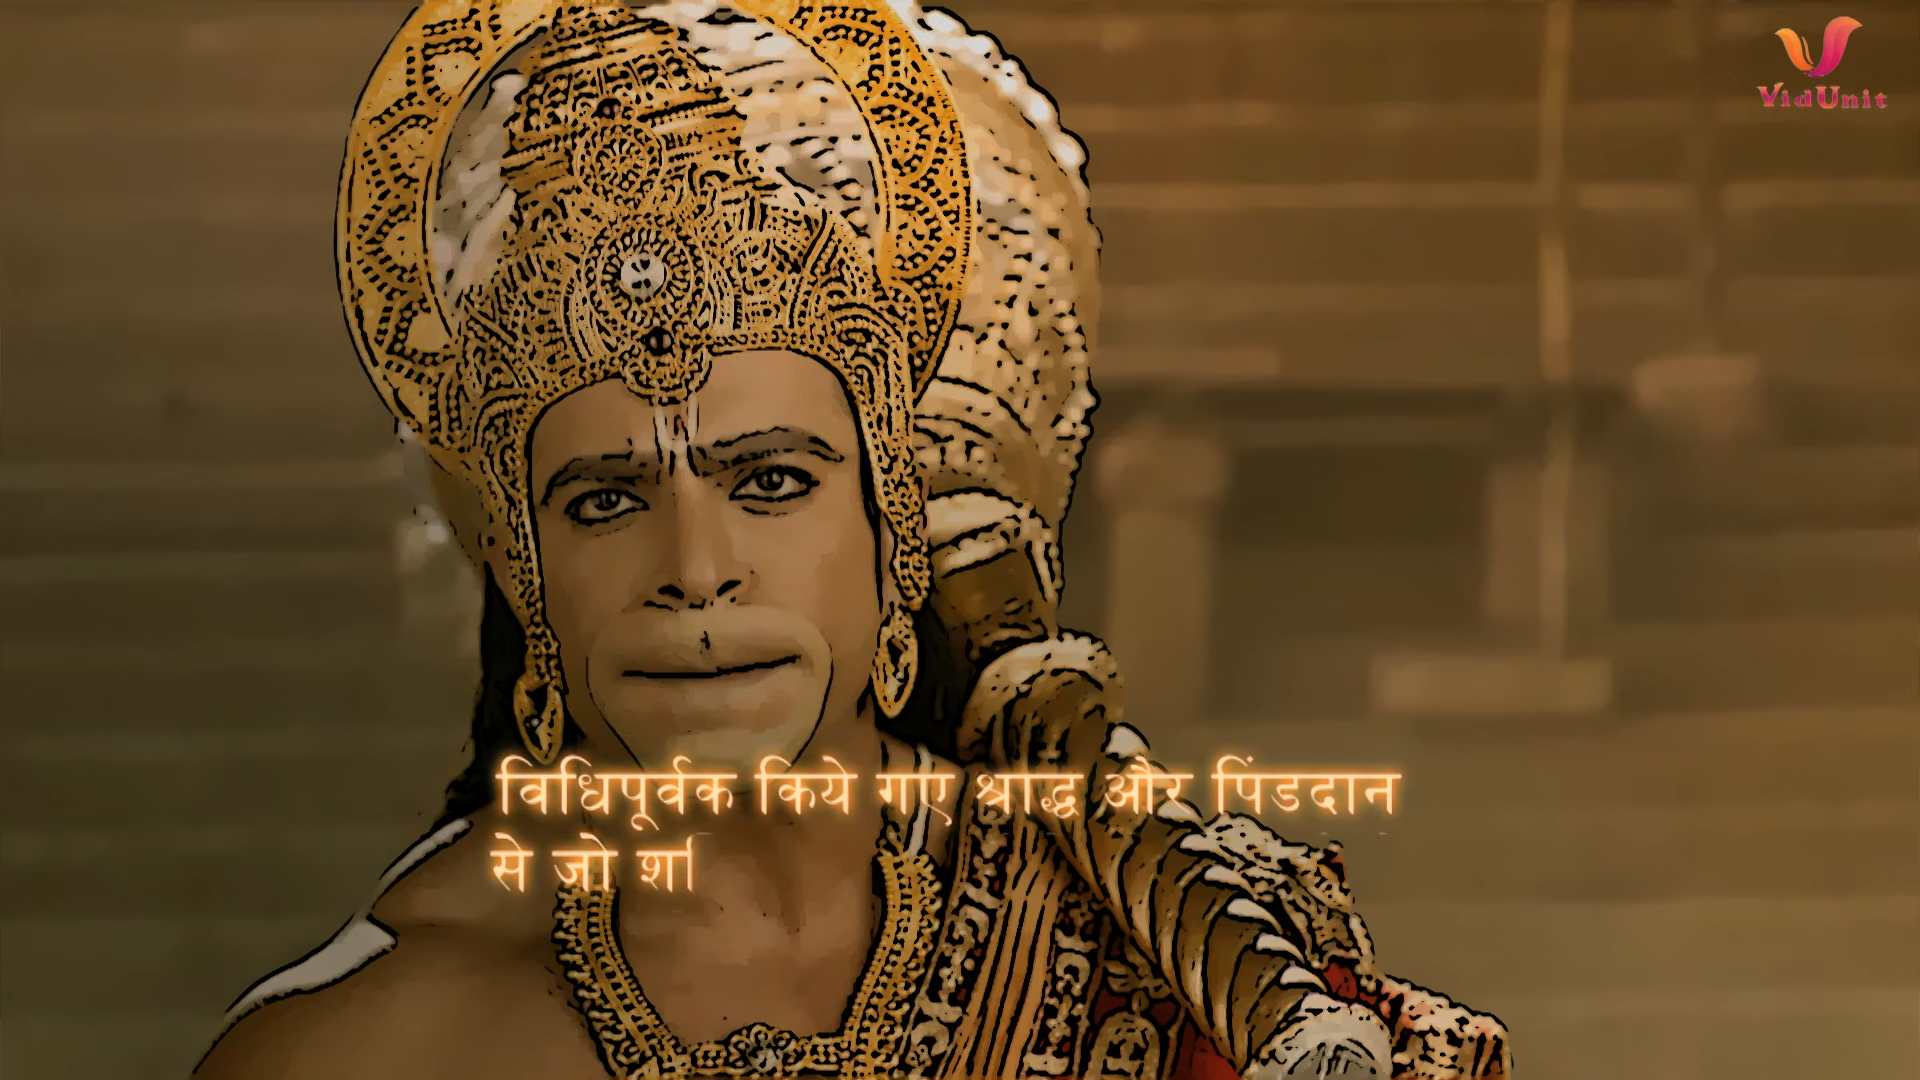 VidUnit
विधिपूर्वक किये गए श्राद्ध और पिंडदान
से जो